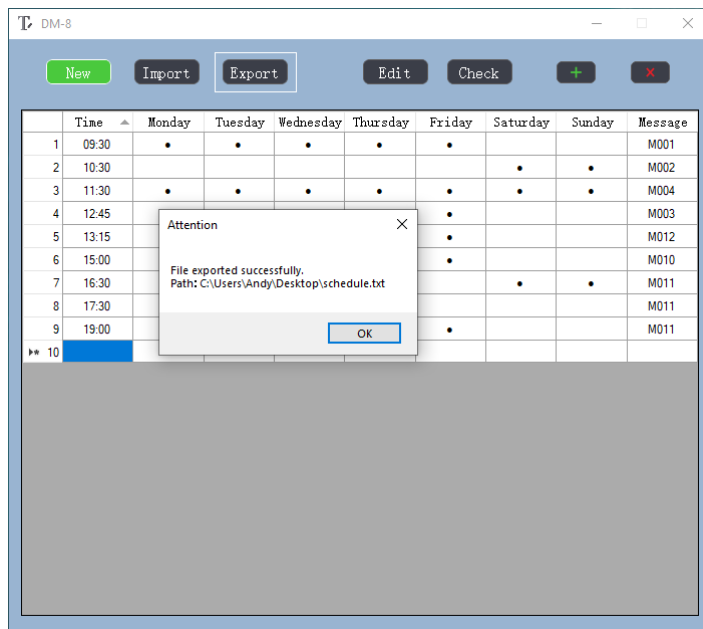 DM-8
New Import Export Edit Check
Time Monday Tuesday Wednesday Thursday Friday Saturday Sunday Message
1 09:30 • • • • • M001
2 10:30 • • M002
3 11:30 • • • • • • • M004
4 12:45 • M003
5 13:15 • M012
6 15:00 • M010
7 16:30 • • M011
8 17:30 M011
9 19:00 • M011
10
Attention
File exported successfully.
Path: C:\Users\Andy\Desktop\schedule.txt
OK